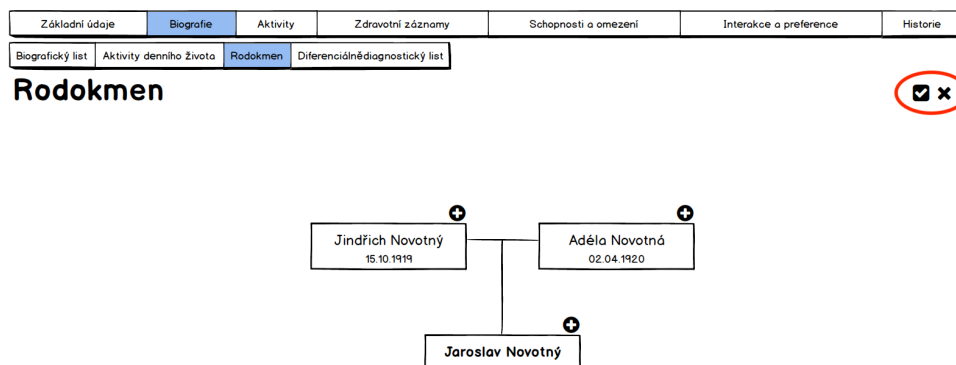 Základní údaje Biografie Aktivity Zdravotní záznamy Schopnosti a omezení Interakce a preference Historie
Biografický list Aktivity denního života Rodokmen Diferenciálnědiagnostický list
Rodokmen
Jindřich Novotný Adéla Novotná
15.10.1919 02.04.1920
Jaroslav Novotný